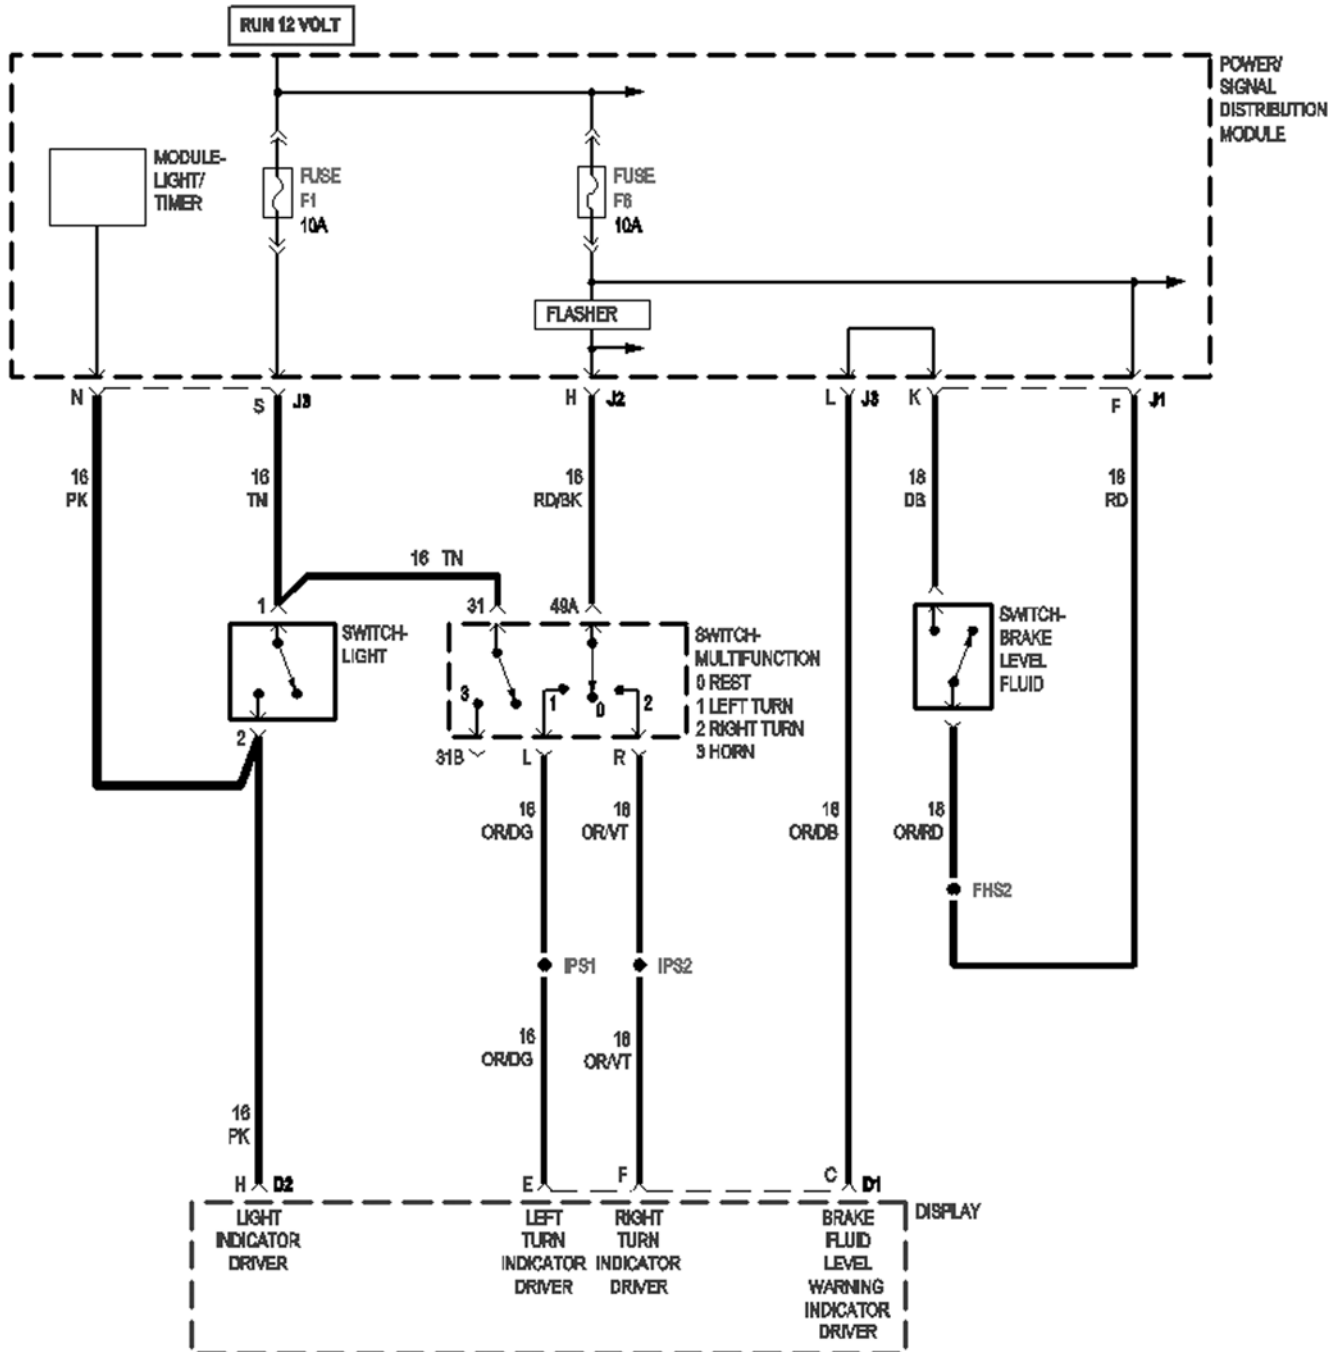 RUN 12 VOLT
POWER/
SIGNAL
DISTRIBUTION
MODULE
MODULE-
LIGHT/
TIMER
FUSE
F1
10A
FUSE
F6
10A
FLASHER
N
S
J3
H
J2
L
J3
K
F
J1
16
PK
16
TN
16
RD/BK
18
DB
18
RD
16 TN
1
31
49A
SWITCH-
LIGHT
SWITCH-
MULTIFUNCTION
0 REST
1 LEFT TURN
2 RIGHT TURN
3 HORN
SWITCH-
BRAKE
LEVEL
FLUID
3
1
0
2
2
31B
L
R
16
OR/DG
18
OR/VT
18
OR/DB
18
OR/RD
FHS2
IPS1
IPS2
16
OR/DG
18
OR/VT
16
PK
H
D2
E
F
C
D1
DISPLAY
LIGHT
INDICATOR
DRIVER
LEFT
TURN
INDICATOR
DRIVER
RIGHT
TURN
INDICATOR
DRIVER
BRAKE
FLUID
LEVEL
WARNING
INDICATOR
DRIVER